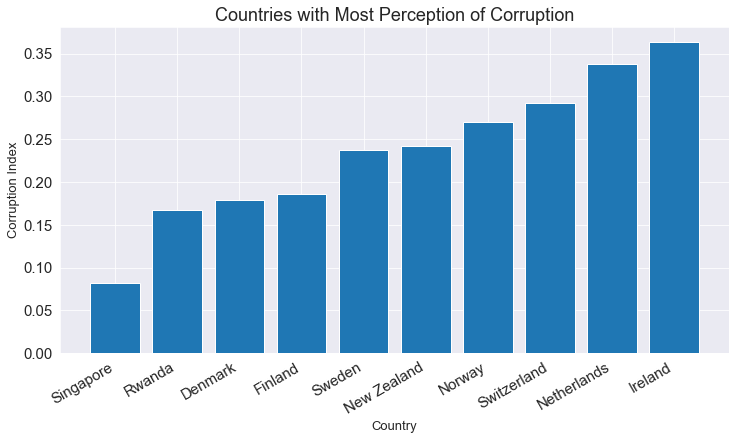 Countries with Most Perception of Corruption
Corruption Index
0.35
0.30
0.25
0.20
0.15
0.10
0.05
0.00
Singapore
Rwanda
Denmark
Finland
Sweden
New Zealand
Norway
Switzerland
Netherlands
Ireland
Country